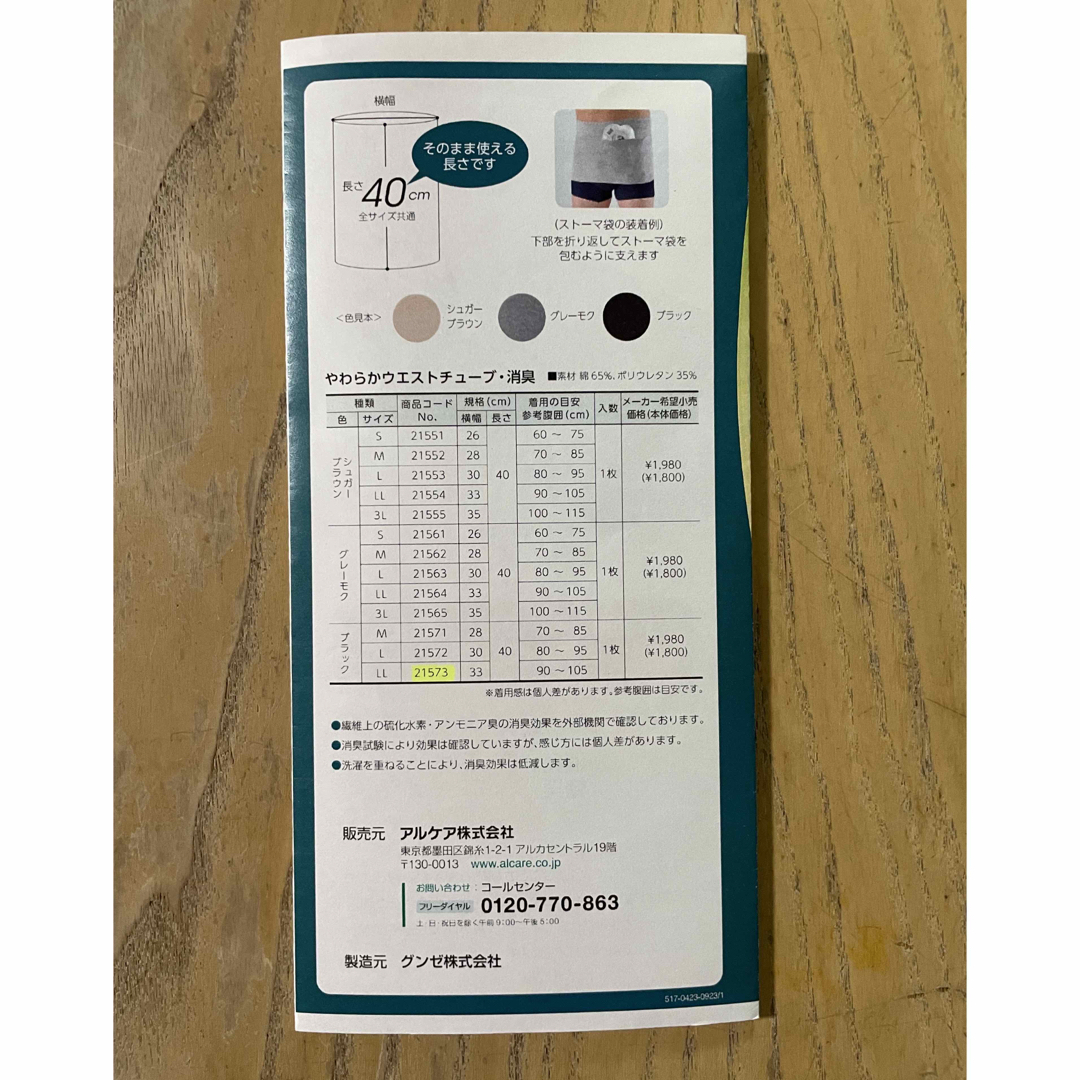 横幅
そのまま使える
長さです
長さ40cm
全サイズ共通
(ストーマ袋の装着例)
下部を折り返してストーマ袋を
包むように支えます
<色見本>
シュガー
ブラウン
グレーモク
ブラック
やわらかウエストチューブ・消臭 ■素材 綿65%、ポリウレタン35%
種類 商品コード 規格(cm) 着用の目安 入数 メーカー希望小売
色 サイズ No. 横幅 長さ 参考腹囲(cm) 価格(本体価格)
シュガーブラウン
S 21551 26 60～75
M 21552 28 70～85
L 21553 30 40 80～95 1枚 ¥1,980
(¥1,800)
LL 21554 33 90～105
3L 21555 35 100～115
グレーモク
S 21561 26 60～75
M 21562 28 70～85
L 21563 30 40 80～95 1枚 ¥1,980
(¥1,800)
LL 21564 33 90～105
3L 21565 35 100～115
ブラック
M 21571 28 70～85
L 21572 30 40 80～95 1枚 ¥1,980
(¥1,800)
LL 21573 33 90～105
※着用感は個人差があります。参考腹囲は目安です。
●繊維上の硫化水素・アンモニア臭の消臭効果を外部機関で確認しております。
●消臭試験により効果は確認していますが、感じ方には個人差があります。
●洗濯を重ねることにより、消臭効果は低減します。
販売元 アルケア株式会社
東京都墨田区錦糸1-2-1 アルカセントラル19階
〒130-0013 www.alcare.co.jp
お問い合わせ：コールセンター
フリーダイヤル 0120-770-863
土・日・祝日を除く午前9:00～午後5:00
製造元 グンゼ株式会社
517-0423-0923/1